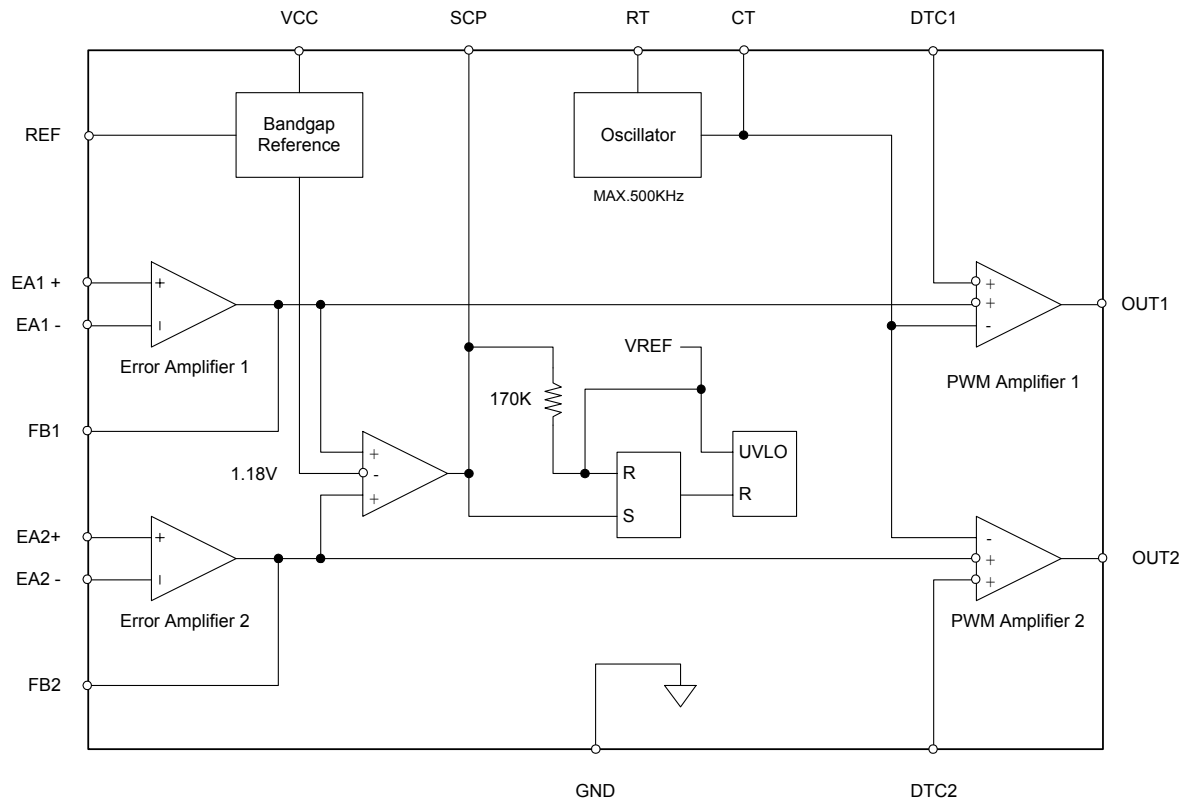 VCC SCP RT CT DTC1
REF
Bandgap
Reference
Oscillator
MAX.500KHz
EA1 +
EA1 -
+
-
Error Amplifier 1
+
+
-
OUT1
PWM Amplifier 1
VREF
170K
FB1
1.18V
+
-
+
R
S
UVLO
R
EA2+
EA2 -
+
-
Error Amplifier 2
-
+
+
OUT2
PWM Amplifier 2
FB2
GND DTC2